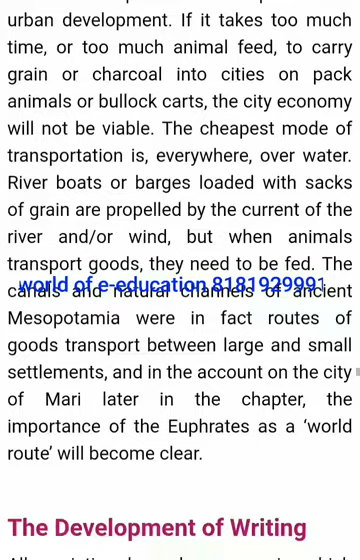 urban development. If it takes too much
time, or too much animal feed, to carry
grain or charcoal into cities on pack
animals or bullock carts, the city economy
will not be viable. The cheapest mode of
transportation is, everywhere, over water.
River boats or barges loaded with sacks
of grain are propelled by the current of the
river and/or wind, but when animals
transport goods, they need to be fed. The
world of e-education 8181929991
canals and natural channels of ancient
Mesopotamia were in fact routes of
goods transport between large and small
settlements, and in the account on the city
of Mari later in the chapter, the
importance of the Euphrates as a ‘world
route’ will become clear.
The Development of Writing